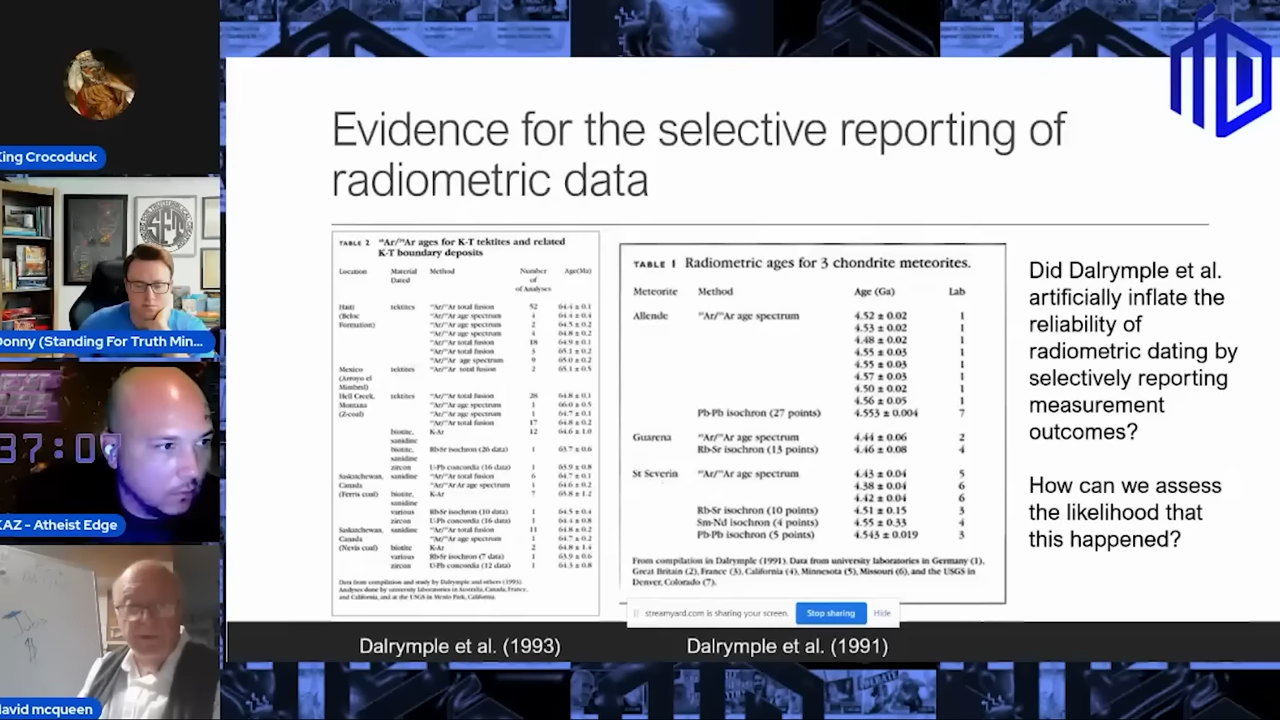 King Crocoduck
Donny (Standing For Truth Min...
37:0
KAZ - Atheist Edge
david mcqueen
Evidence for the selective reporting of
radiometric data
TABLE 2 ⁴⁰Ar/³⁹Ar ages for K-T tektites and related
K-T boundary deposits
Location Material Dated Method Number of Analyses Age(Ma)
Haiti tektites ⁴⁰Ar/³⁹Ar total fusion 52 64.4 ± 0.1
(Beloc ⁴⁰Ar/³⁹Ar age spectrum 4 64.4 ± 0.4
Formation) ⁴⁰Ar/³⁹Ar age spectrum 2 64.5 ± 0.2
⁴⁰Ar/³⁹Ar age spectrum 4 64.8 ± 0.2
⁴⁰Ar/³⁹Ar total fusion 18 64.9 ± 0.1
⁴⁰Ar/³⁹Ar total fusion 3 65.1 ± 0.2
⁴⁰Ar/³⁹Ar age spectrum 9 65.0 ± 0.2
Mexico tektites ⁴⁰Ar/³⁹Ar total fusion 2 65.1 ± 0.5
(Arroyo el
Mimbral)
Hell Creek, tektites ⁴⁰Ar/³⁹Ar total fusion 28 64.8 ± 0.1
Montana ⁴⁰Ar/³⁹Ar age spectrum 1 66.0 ± 0.5
(Z-coal) ⁴⁰Ar/³⁹Ar age spectrum 1 64.7 ± 0.1
⁴⁰Ar/³⁹Ar total fusion 17 64.8 ± 0.2
biotite, K-Ar 12 64.6 ± 1.0
sanidine
biotite, Rb-Sr isochron (26 data) 1 63.7 ± 0.6
sanidine
zircon U-Pb concordia (16 data) 1 63.9 ± 0.8
Saskatchewan, sanidine ⁴⁰Ar/³⁹Ar total fusion 6 64.7 ± 0.1
Canada ⁴⁰Ar/³⁹Ar age spectrum 1 64.6 ± 0.2
(Ferris coal) biotite, K-Ar 7 65.8 ± 1.2
sanidine
various Rb-Sr isochron (10 data) 1 64.5 ± 0.4
zircon U-Pb concordia (16 data) 1 64.4 ± 0.8
Saskatchewan, sanidine ⁴⁰Ar/³⁹Ar total fusion 11 64.8 ± 0.2
Canada ⁴⁰Ar/³⁹Ar age spectrum 1 64.7 ± 0.2
(Nevis coal) biotite K-Ar 2 64.8 ± 1.4
various Rb-Sr isochron (7 data) 1 63.9 ± 0.6
zircon U-Pb concordia (12 data) 1 64.3 ± 0.8
Data from compilation and study by Dalrymple and others (1993).
Analyses done by university laboratories in Australia, Canada, France,
and California, and at the USGS in Menlo Park, California.
Dalrymple et al. (1993)
TABLE 1 Radiometric ages for 3 chondrite meteorites.
Meteorite Method Age (Ga) Lab
Allende ⁴⁰Ar/³⁹Ar age spectrum 4.52 ± 0.02 1
4.53 ± 0.02 1
4.48 ± 0.02 1
4.55 ± 0.03 1
4.55 ± 0.03 1
4.57 ± 0.03 1
4.50 ± 0.02 1
4.56 ± 0.05 1
Pb-Pb isochron (27 points) 4.553 ± 0.004 7
Guarena ⁴⁰Ar/³⁹Ar age spectrum 4.44 ± 0.06 2
Rb-Sr isochron (13 points) 4.46 ± 0.08 4
St Severin ⁴⁰Ar/³⁹Ar age spectrum 4.43 ± 0.04 5
4.38 ± 0.04 6
4.42 ± 0.04 6
Rb-Sr isochron (10 points) 4.51 ± 0.15 3
Sm-Nd isochron (4 points) 4.55 ± 0.33 4
Pb-Pb isochron (5 points) 4.543 ± 0.019 3
From compilation in Dalrymple (1991). Data from university laboratories in Germany (1),
Great Britain (2), France (3), California (4), Minnesota (5), Missouri (6), and the USGS in
Denver, Colorado (7).
streamyard.com is sharing your screen. Stop sharing Hide
Dalrymple et al. (1991)
Did Dalrymple et al.
artificially inflate the
reliability of
radiometric dating by
selectively reporting
measurement
outcomes?
How can we assess
the likelihood that
this happened?